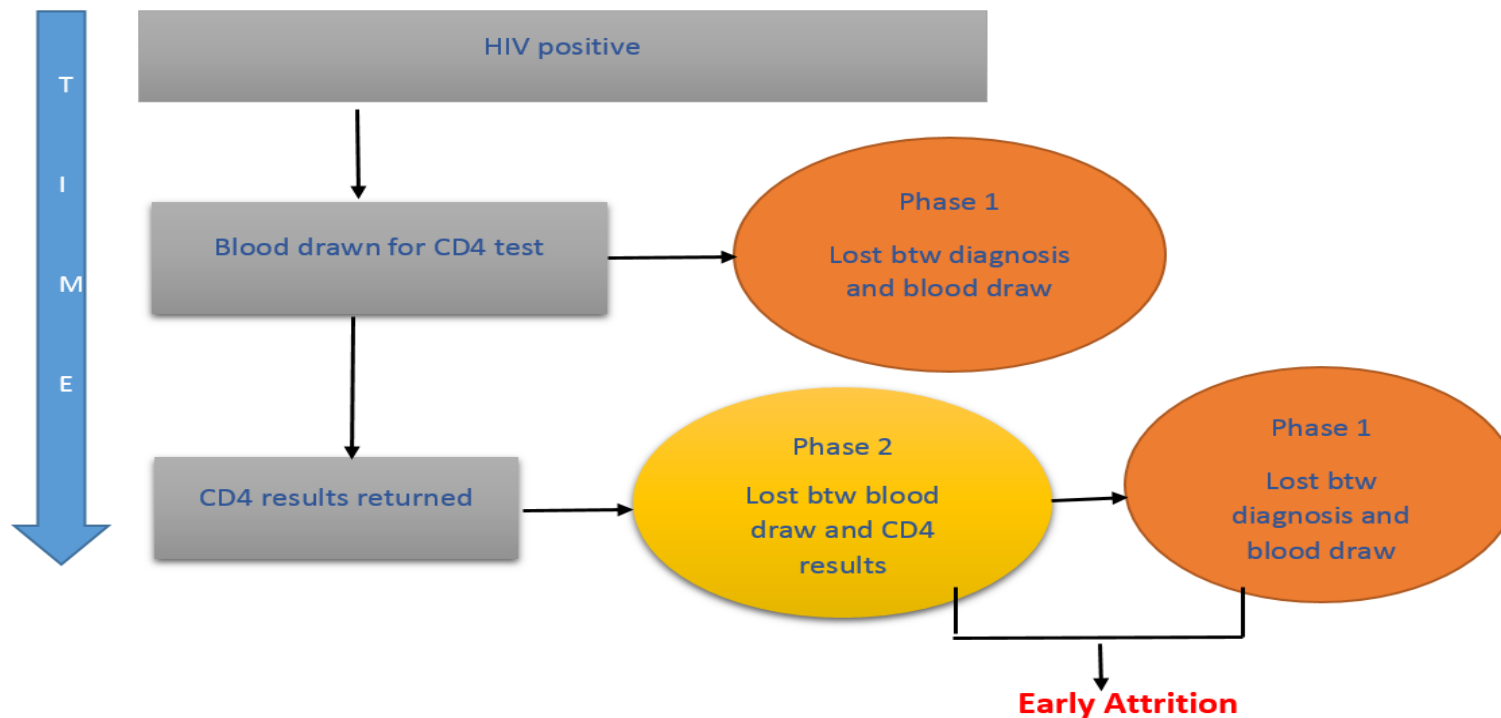 T
I
M
E
HIV positive
Blood drawn for CD4 test
Phase 1
Lost btw diagnosis
and blood draw
CD4 results returned
Phase 2
Lost btw blood
draw and CD4
results
Phase 1
Lost btw
diagnosis and
blood draw
Early Attrition